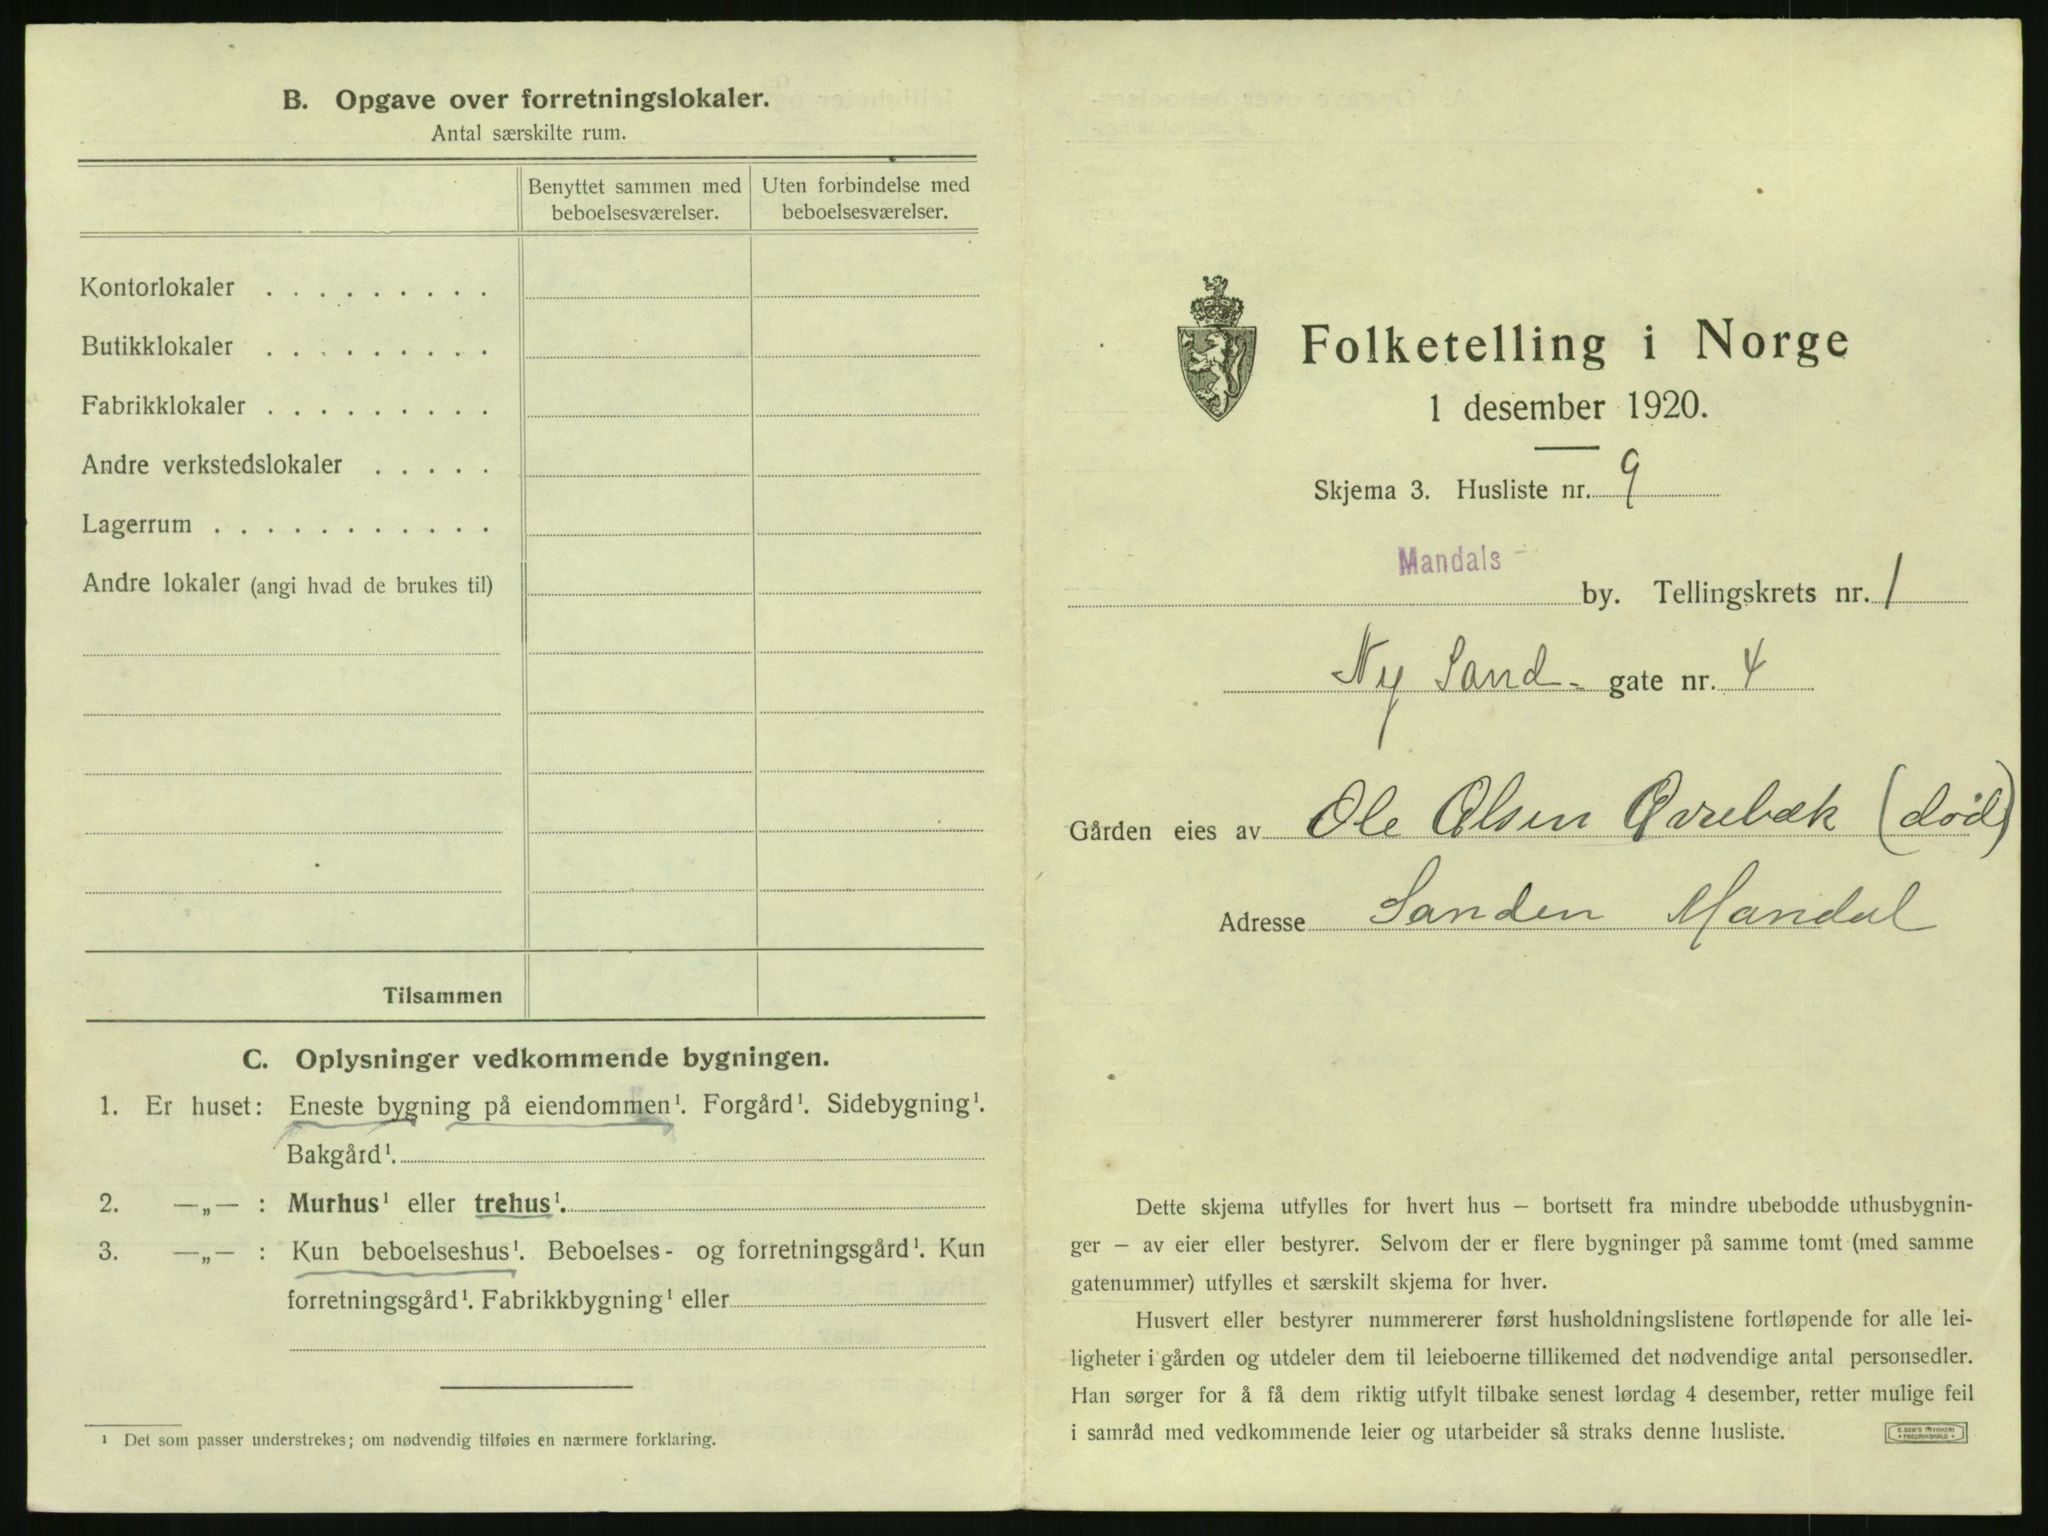 B. Opgave over forretningslokaler.
Antal særskilte rum.
Benyttet sammen med beboelsesværelser.
Uten forbindelse med beboelsesværelser.
Kontorlokaler . . . . . . . . .
Butikklokaler . . . . . . . . .
Fabrikklokaler . . . . . . . . .
Andre verkstedslokaler . . . . .
Lagerrum . . . . . . . . . . .
Andre lokaler (angi hvad de brukes til)
Tilsammen
C. Oplysninger vedkommende bygningen.
1. Er huset: Eneste bygning på eiendommen¹. Forgård¹. Sidebygning¹.
Bakgård¹.
2. —„— : Murhus¹ eller trehus¹.
3. —„— : Kun beboelseshus¹. Beboelses- og forretningsgård¹. Kun
forretningsgård¹. Fabrikkbygning¹ eller
¹ Det som passer understrekes; om nødvendig tilføies en nærmere forklaring.
Folketelling i Norge
1 desember 1920.
Skjema 3. Husliste nr. 9
Mandals by. Tellingskrets nr. 1
Ny Sand- gate nr. 4
Gården eies av Ole Olsen Øvrebæk (død)
Adresse Sanden Mandal
Dette skjema utfylles for hvert hus – bortsett fra mindre ubebodde uthusbygnin-
ger – av eier eller bestyrer. Selvom der er flere bygninger på samme tomt (med samme
gatenummer) utfylles et særskilt skjema for hver.
Husvert eller bestyrer nummererer først husholdningslistene fortløpende for alle lei-
ligheter i gården og utdeler dem til leieboerne tillikemed det nødvendige antal personsedler.
Han sørger for å få dem riktig utfylt tilbake senest lørdag 4 desember, retter mulige feil
i samråd med vedkommende leier og utarbeider så straks denne husliste.
E. SEM'S TRYKKERI
FREDRIKSHALD